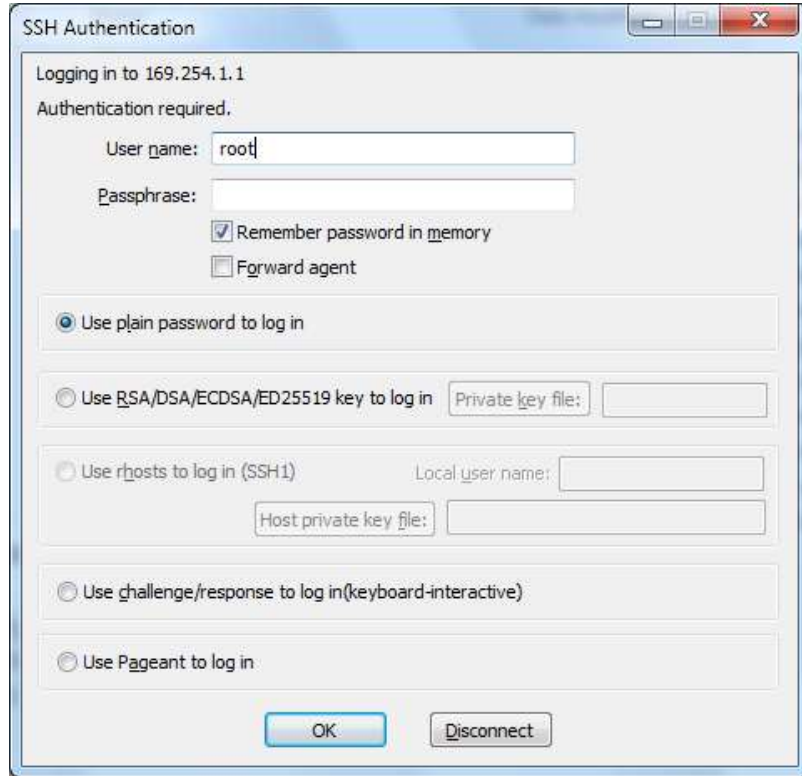 SSH Authentication
Logging in to 169.254.1.1
Authentication required.
User name: root
Passphrase:
Remember password in memory
Forward agent
Use plain password to log in
Use RSA/DSA/ECDSA/ED25519 key to log in Private key file:
Use rhosts to log in (SSH1) Local user name:
Host private key file:
Use challenge/response to log in(keyboard-interactive)
Use Pageant to log in
OK Disconnect